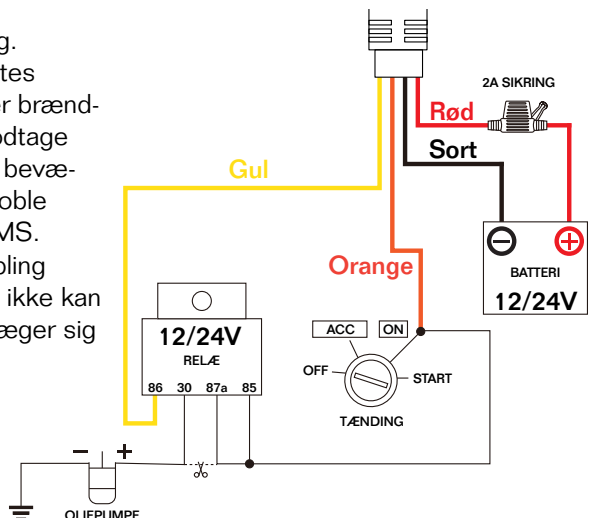 g.
tes
er brænd-
odtage
bevæ-
oble
MS.
bling
ikke kan
æger sig
2A SIKRING
Rød
Sort
Gul
Orange
BATTERI
12/24V
12/24V
RELÆ
86 30 87a 85
ACC ON
OFF START
TÆNDING
- +
OLIEPUMPE